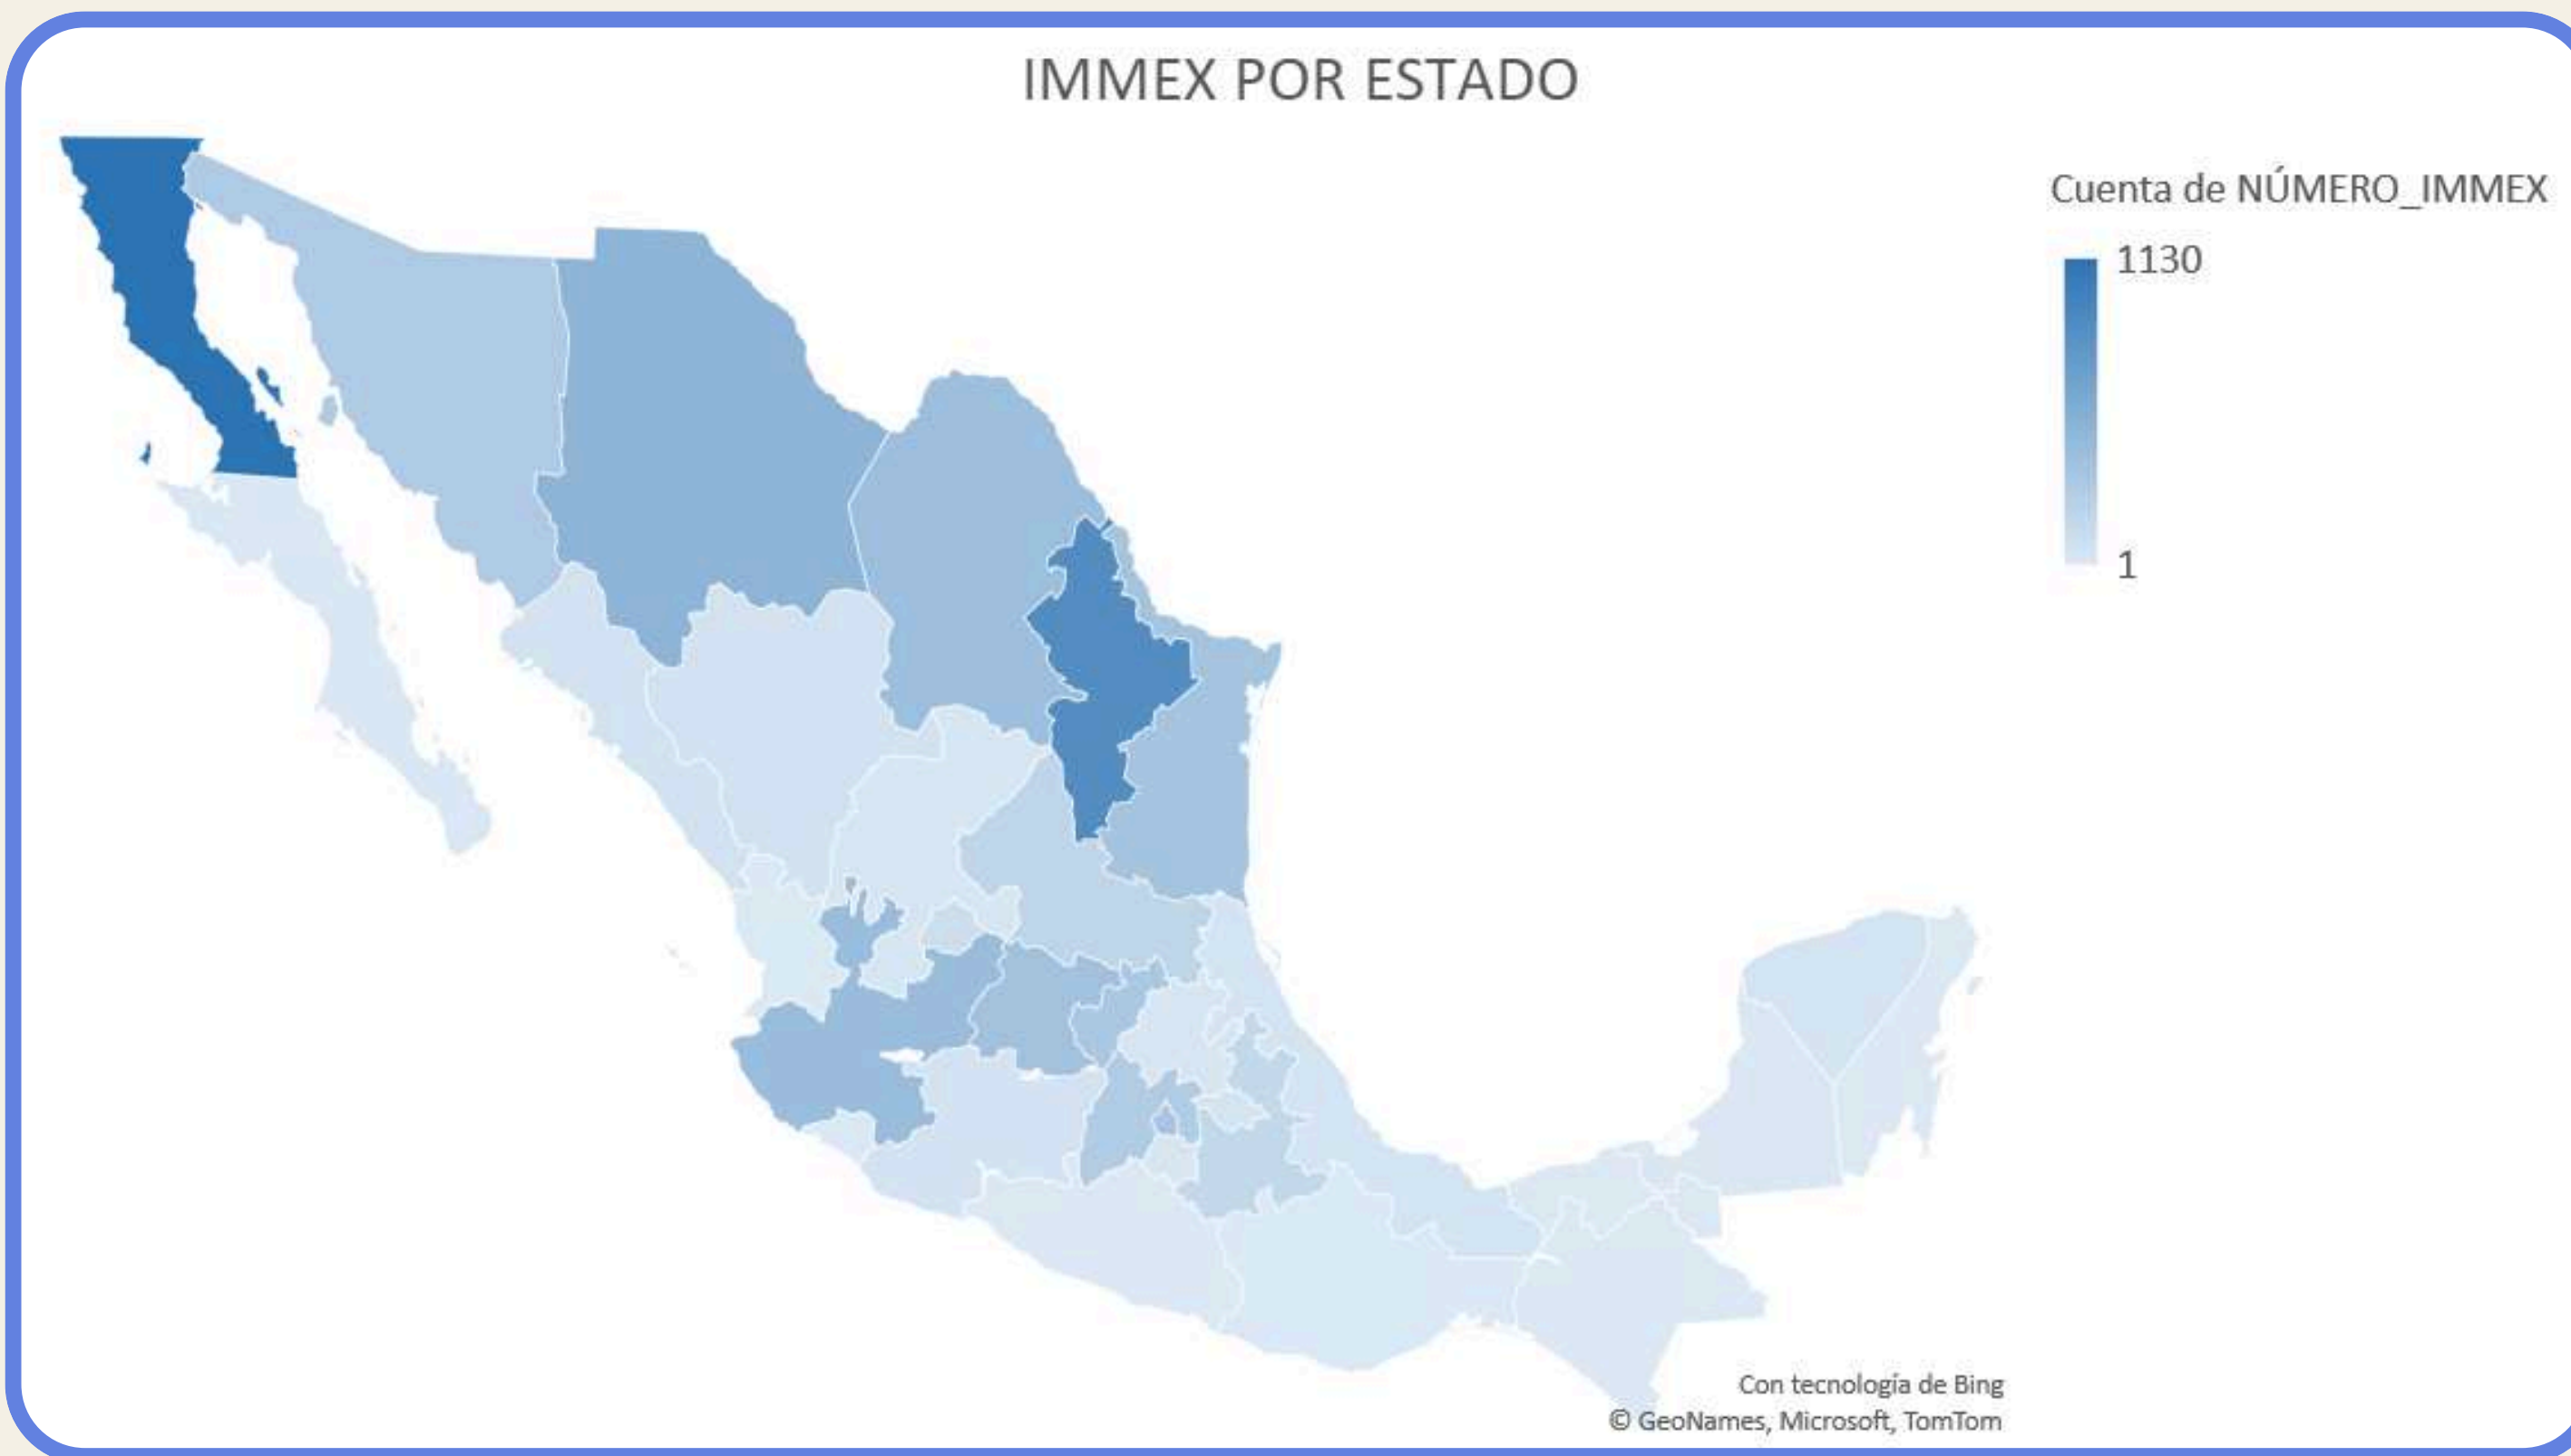 IMMEX POR ESTADO
Cuenta de NÚMERO_IMMEX
1130
1
Con tecnología de Bing
© GeoNames, Microsoft, TomTom